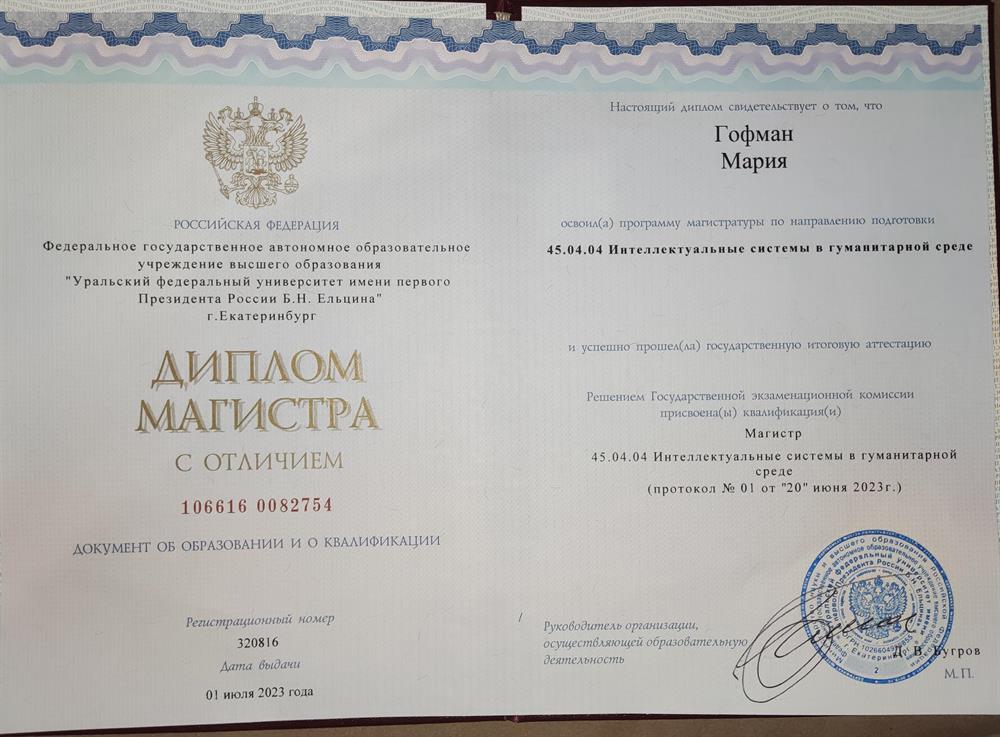 РОССИЙСКАЯ ФЕДЕРАЦИЯ
Федеральное государственное автономное образовательное
учреждение высшего образования
"Уральский федеральный университет имени первого
Президента России Б.Н. Ельцина"
г.Екатеринбург
ДИПЛОМ
МАГИСТРА
С ОТЛИЧИЕМ
106616 0082754
ДОКУМЕНТ ОБ ОБРАЗОВАНИИ И О КВАЛИФИКАЦИИ
Регистрационный номер
320816
Дата выдачи
01 июля 2023 года
Настоящий диплом свидетельствует о том, что
Гофман
Мария
освоил(а) программу магистратуры по направлению подготовки
45.04.04 Интеллектуальные системы в гуманитарной среде
и успешно прошел(ла) государственную итоговую аттестацию
Решением Государственной экзаменационной комиссии
присвоена(ы) квалификация(и)
Магистр
45.04.04 Интеллектуальные системы в гуманитарной
среде
(протокол № 01 от "20" июня 2023г.)
Руководитель организации,
осуществляющей образовательную
деятельность
Д. В. Бугров
М.П.